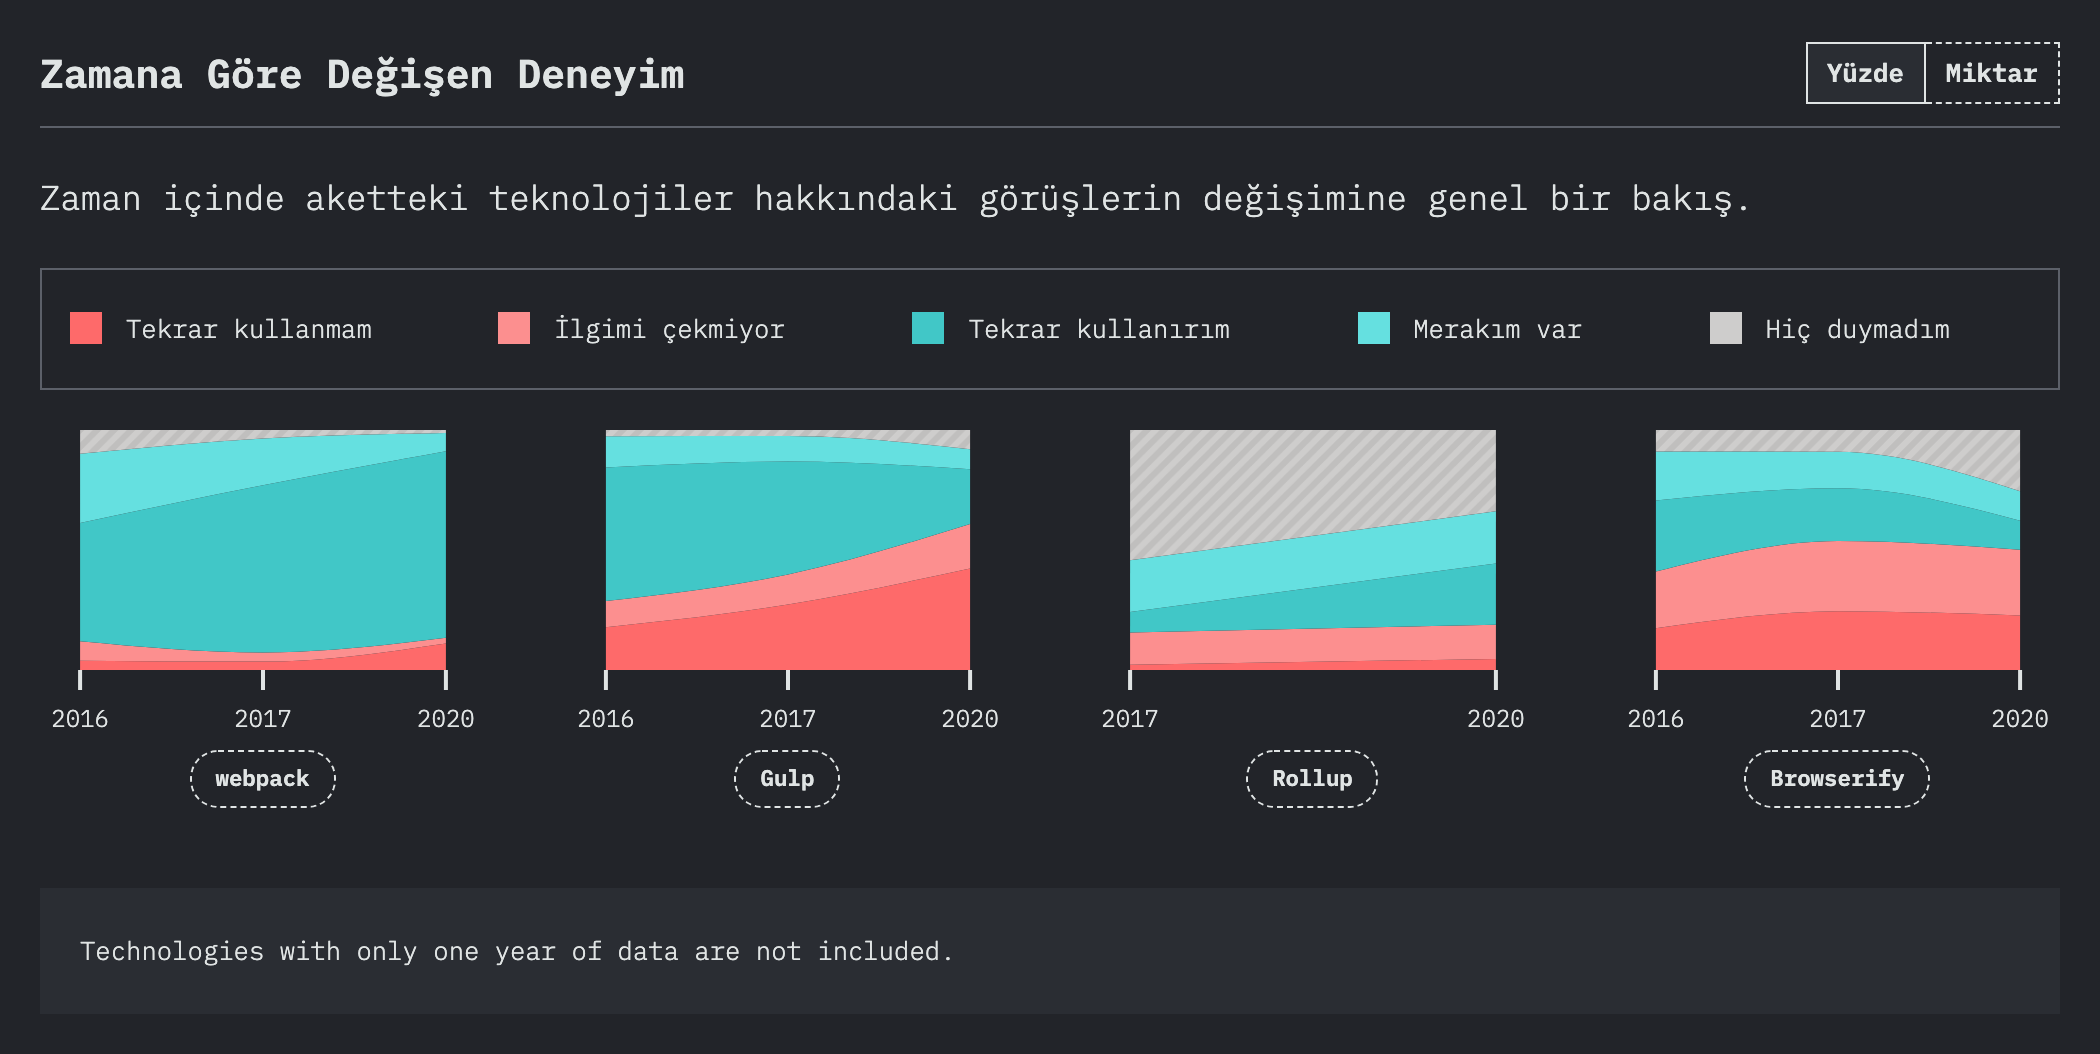 Zamana Göre Değişen Deneyim
Yüzde Miktar
Zaman içinde aketteki teknolojiler hakkındaki görüşlerin değişimine genel bir bakış.
Tekrar kullanmam İlgimi çekmiyor Tekrar kullanırım Merakım var Hiç duymadım
2016 2017 2020 2016 2017 2020 2017 2020 2016 2017 2020
webpack Gulp Rollup Browserify
Technologies with only one year of data are not included.